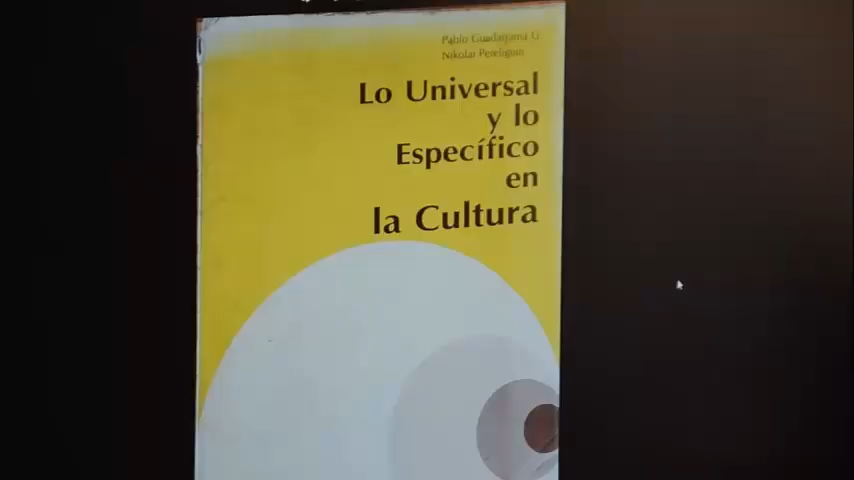 Pablo Guadarrama G
Nikolai Pereliguin
Lo Universal
y lo
Específico
en
la Cultura